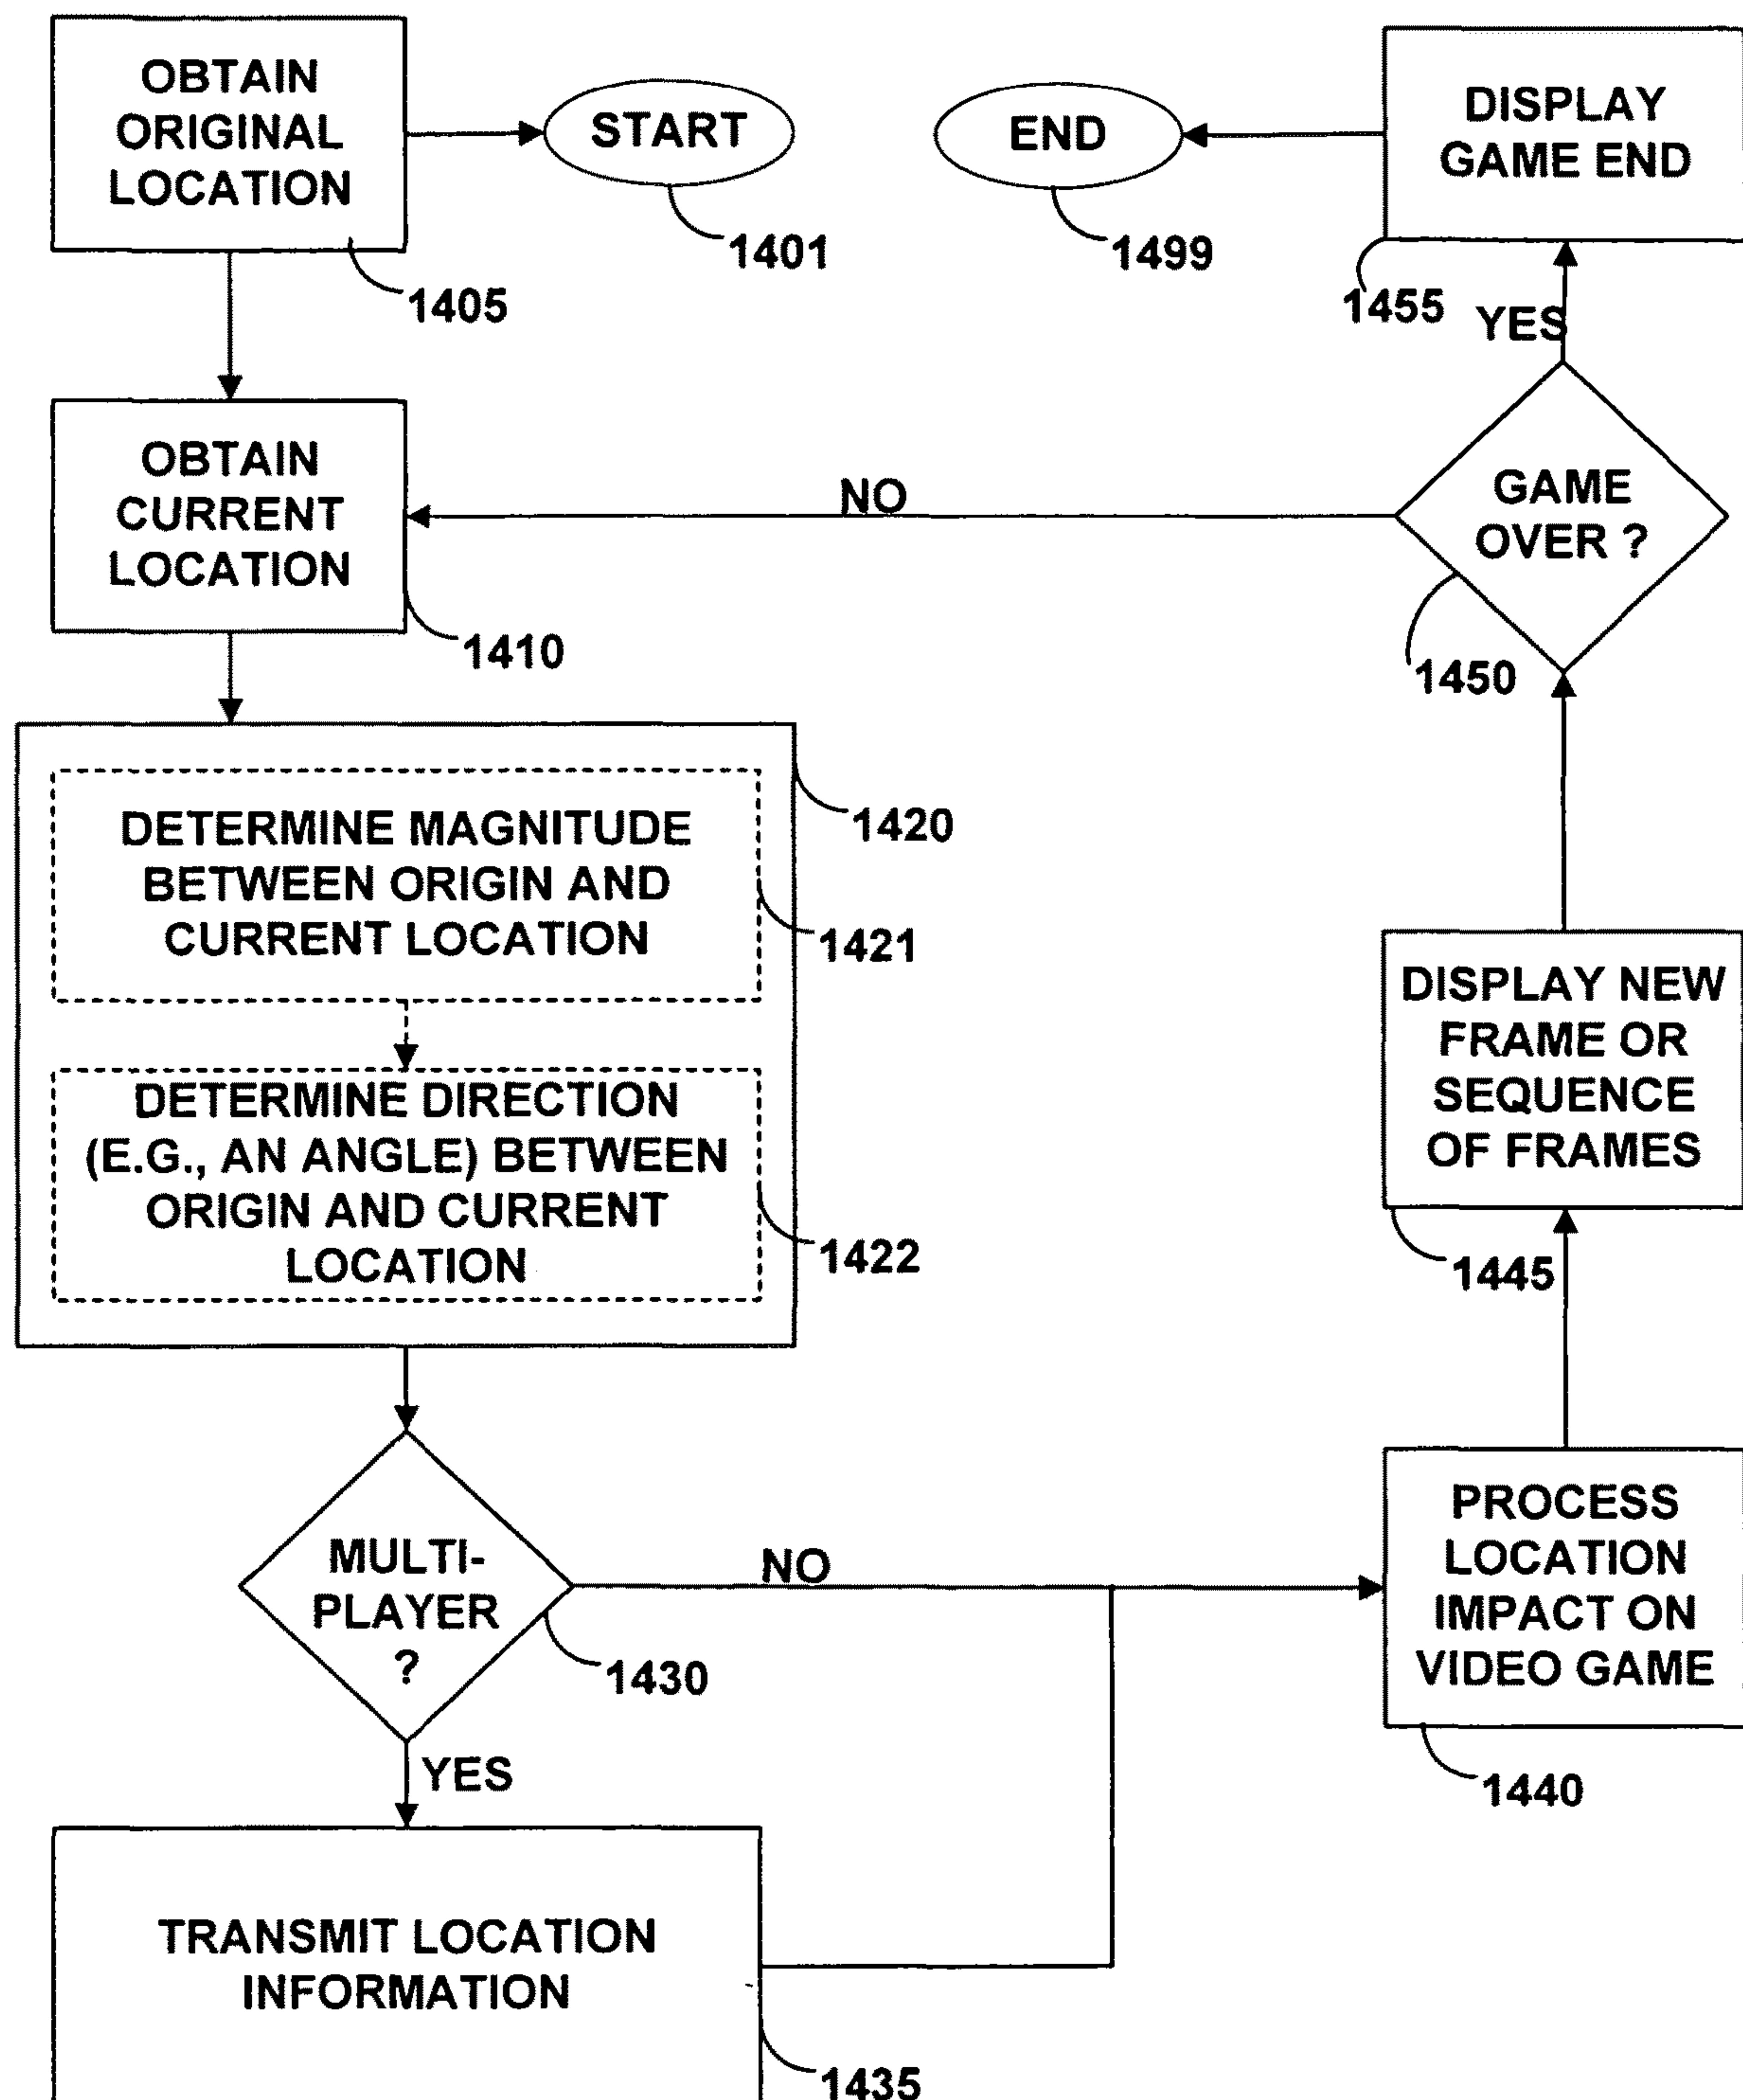 OBTAIN
ORIGINAL
LOCATION
1405
START
1401
END
1499
DISPLAY
GAME END
1455
YES
OBTAIN
CURRENT
LOCATION
1410
NO
GAME
OVER ?
1450
DETERMINE MAGNITUDE
BETWEEN ORIGIN AND
CURRENT LOCATION
1420
1421
DETERMINE DIRECTION
(E.G., AN ANGLE) BETWEEN
ORIGIN AND CURRENT
LOCATION
1422
DISPLAY NEW
FRAME OR
SEQUENCE
OF FRAMES
1445
MULTI-
PLAYER
?
1430
NO
YES
PROCESS
LOCATION
IMPACT ON
VIDEO GAME
1440
TRANSMIT LOCATION
INFORMATION
1435